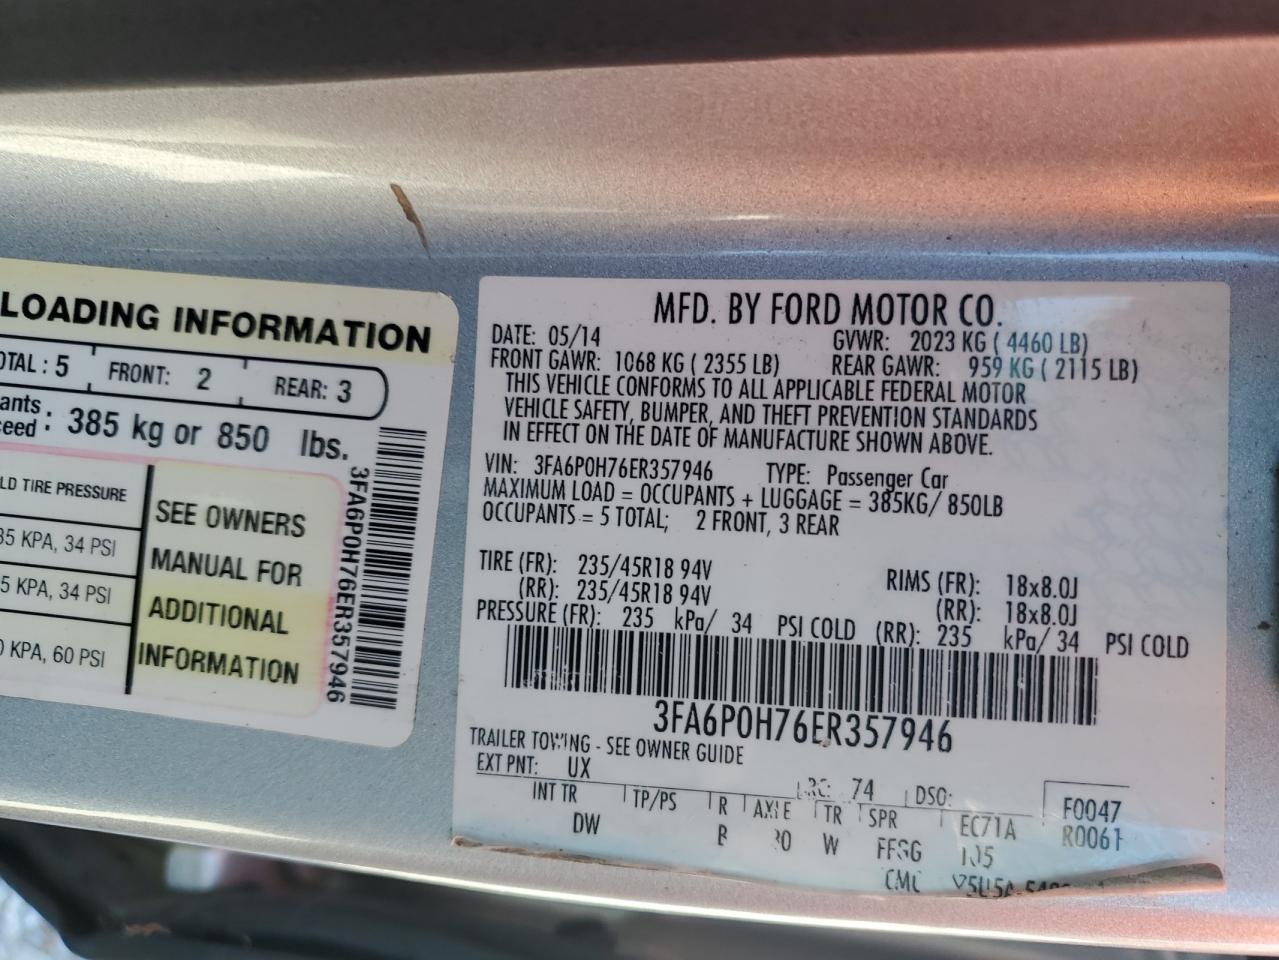 LOADING INFORMATION
OTAL : 5 FRONT: 2 REAR: 3
ants
ceed : 385 kg or 850 lbs.
LD TIRE PRESSURE
35 KPA, 34 PSI
5 KPA, 34 PSI
0 KPA, 60 PSI
SEE OWNERS
MANUAL FOR
ADDITIONAL
INFORMATION
3FA6P0H76ER357946
MFD. BY FORD MOTOR CO.
DATE: 05/14 GVWR: 2023 KG ( 4460 LB)
FRONT GAWR: 1068 KG ( 2355 LB) REAR GAWR: 959 KG ( 2115 LB)
THIS VEHICLE CONFORMS TO ALL APPLICABLE FEDERAL MOTOR
VEHICLE SAFETY, BUMPER, AND THEFT PREVENTION STANDARDS
IN EFFECT ON THE DATE OF MANUFACTURE SHOWN ABOVE.
VIN: 3FA6P0H76ER357946 TYPE: Passenger Car
MAXIMUM LOAD = OCCUPANTS + LUGGAGE = 385KG/ 850LB
OCCUPANTS = 5 TOTAL; 2 FRONT, 3 REAR
TIRE (FR): 235/45R18 94V RIMS (FR): 18x8.0J
(RR): 235/45R18 94V (RR): 18x8.0J
PRESSURE (FR): 235 kPa/ 34 PSI COLD (RR): 235 kPa/ 34 PSI COLD
3FA6P0H76ER357946
TRAILER TOWING - SEE OWNER GUIDE
EXT PNT: UX RC: 74 DSO: F0047
INT TR TP/PS R AXLE TR SPR EC71A R0061
DW B W FFSG 105
CMC